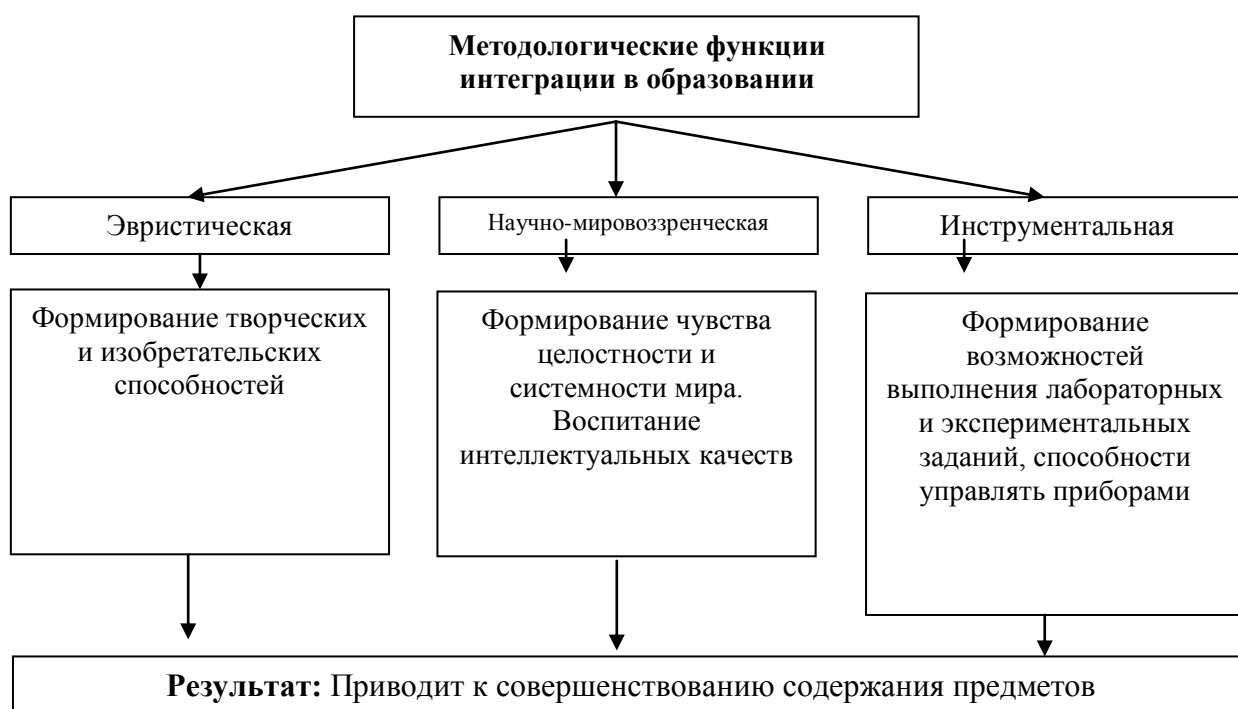 Методологические функции
интеграции в образовании
Эвристическая
Научно-мировоззренческая
Инструментальная
Формирование творческих
и изобретательских
способностей
Формирование чувства
целостности и
системности мира.
Воспитание
интеллектуальных качеств
Формирование
возможностей
выполнения лабораторных
и экспериментальных
заданий, способности
управлять приборами
Результат: Приводит к совершенствованию содержания предметов